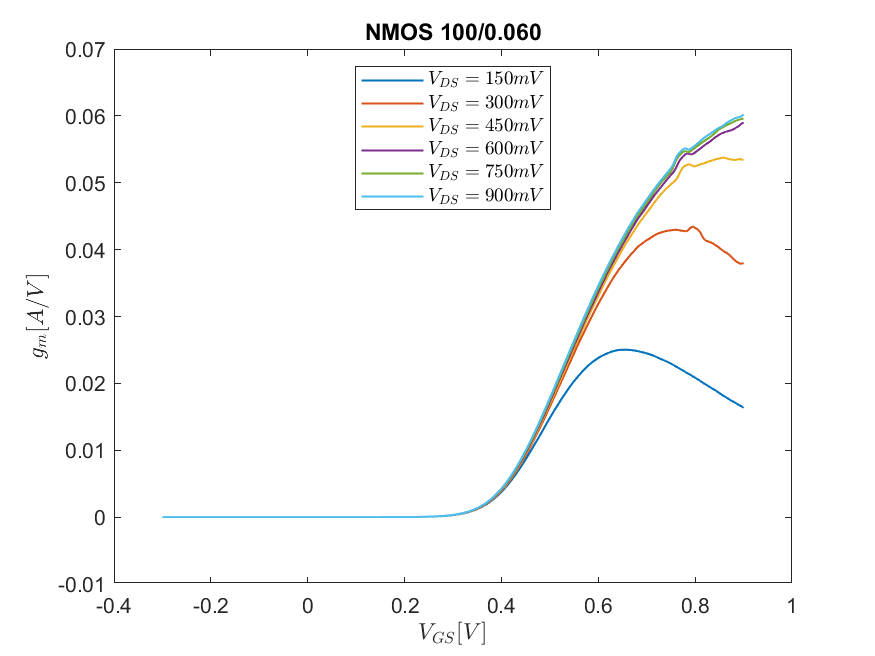 NMOS 100/0.060
0.07
0.06
0.05
0.04
0.03
0.02
0.01
0
-0.01
g_m[A/V]
V_DS = 150mV
V_DS = 300mV
V_DS = 450mV
V_DS = 600mV
V_DS = 750mV
V_DS = 900mV
-0.4 -0.2 0 0.2 0.4 0.6 0.8 1
V_GS[V]